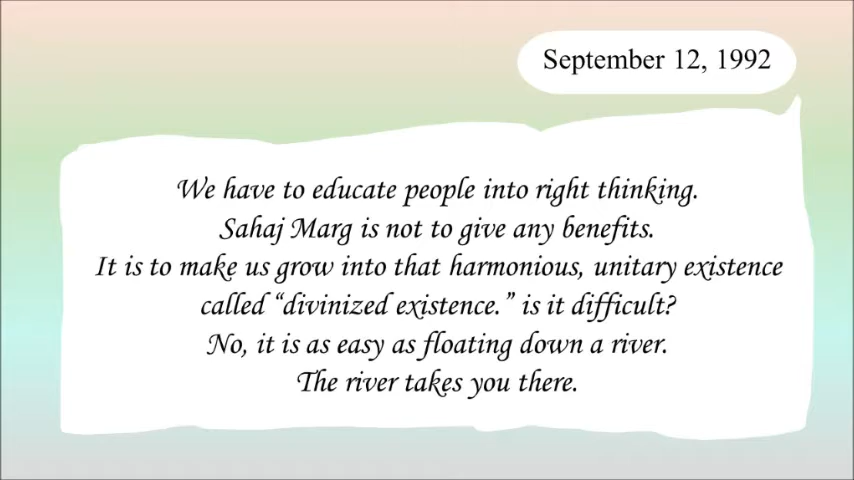 September 12, 1992
We have to educate people into right thinking.
Sahaj Marg is not to give any benefits.
It is to make us grow into that harmonious, unitary existence
called “divinized existence.” is it difficult?
No, it is as easy as floating down a river.
The river takes you there.